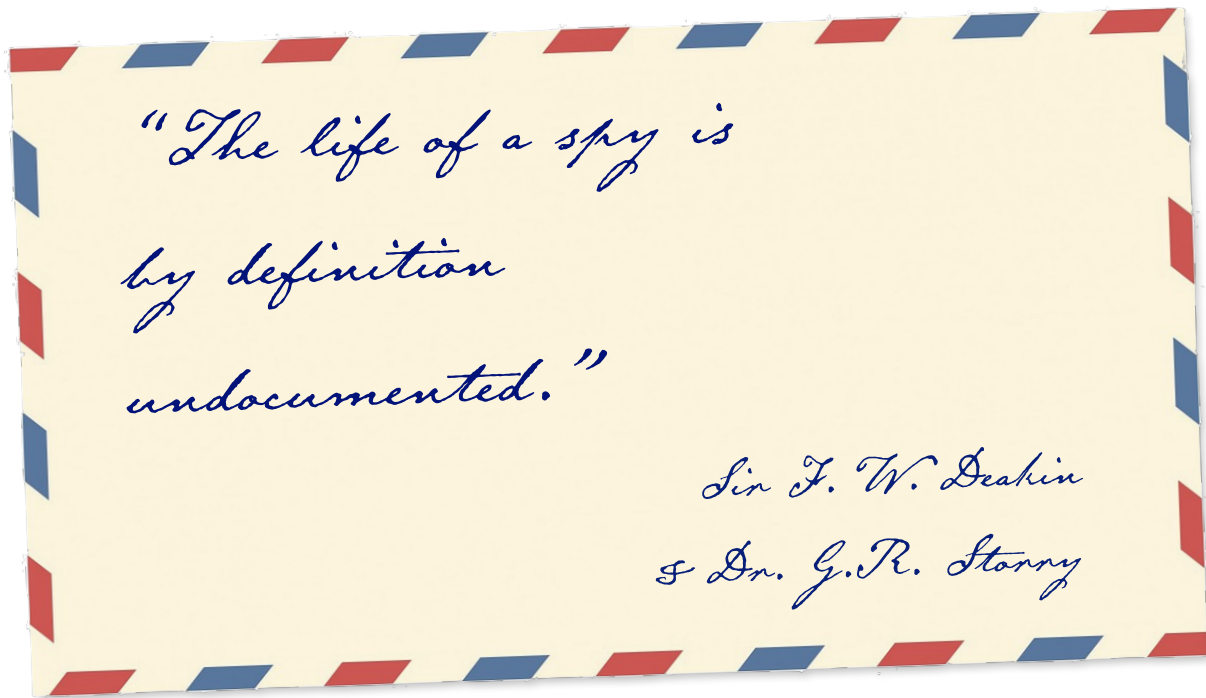 “The life of a spy is
by definition
undocumented.”
Sir F. W. Deakin
& Dr. G.R. Storry